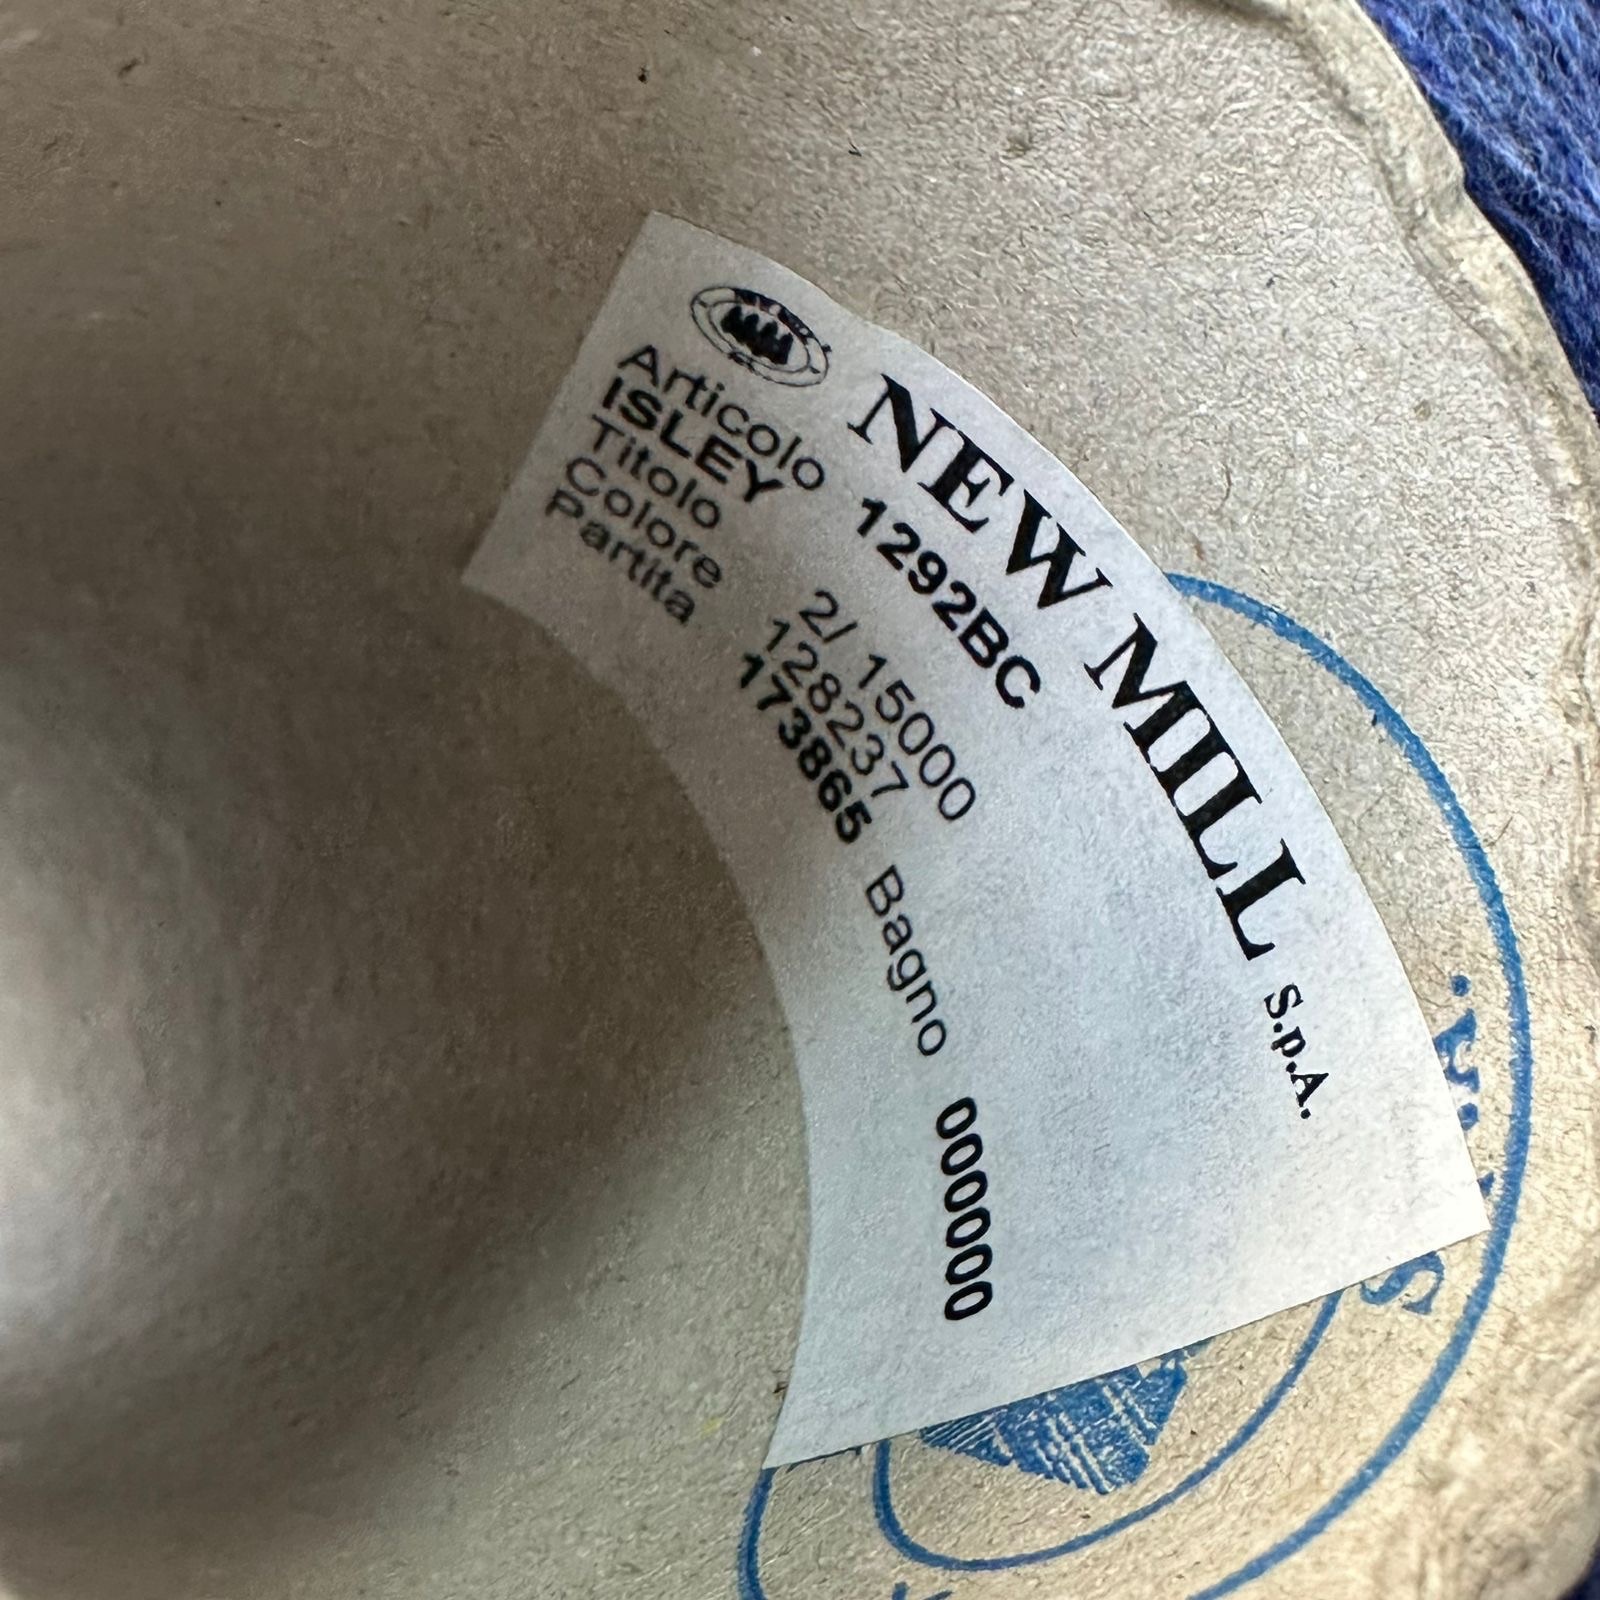 NEW MILL S.p.A.
Articolo 1292BC
ISLEY
Titolo 2/ 15000
Colore 128237
Partita 173865 Bagno 000000